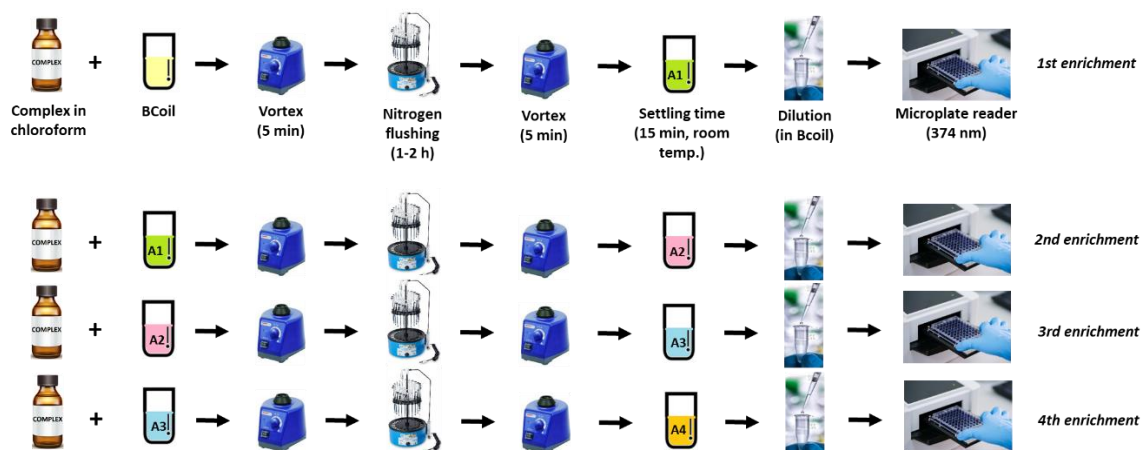 COMPLEX
+
A1
1st enrichment
Complex in
chloroform
BCoil
Vortex
(5 min)
Nitrogen
flushing
(1-2 h)
Vortex
(5 min)
Settling time
(15 min, room
temp.)
Dilution
(in Bcoil)
Microplate reader
(374 nm)
COMPLEX
+
A1
A2
2nd enrichment
COMPLEX
+
A2
A3
3rd enrichment
COMPLEX
+
A3
A4
4th enrichment